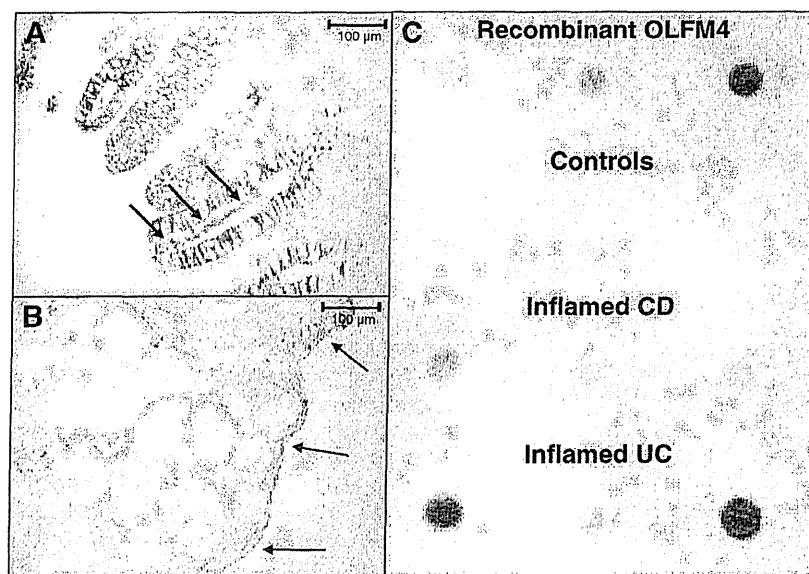 A
100 µm
B
100 µm
C
Recombinant OLFM4
Controls
Inflamed CD
Inflamed UC